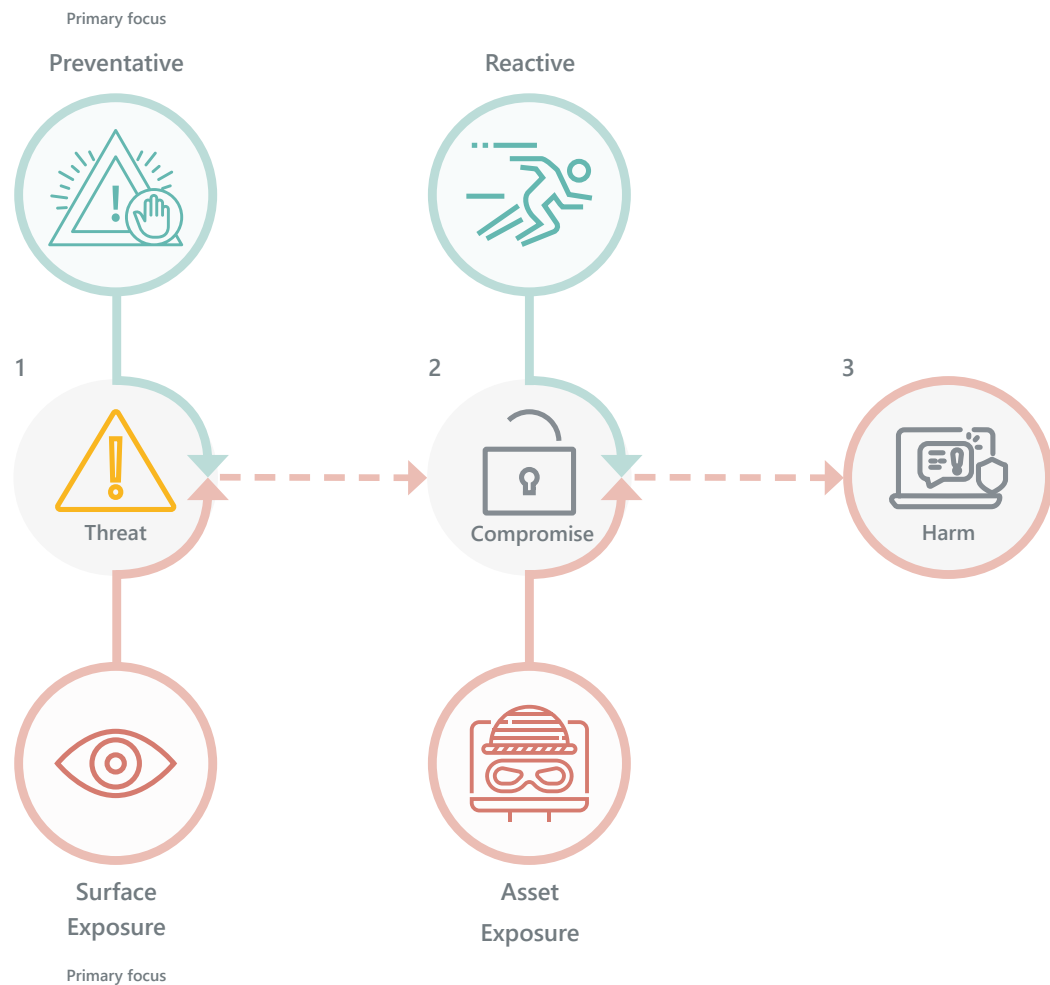 Primary focus
Preventative
Reactive
1
2
3
Threat
Compromise
Harm
Surface
Exposure
Asset
Exposure
Primary focus